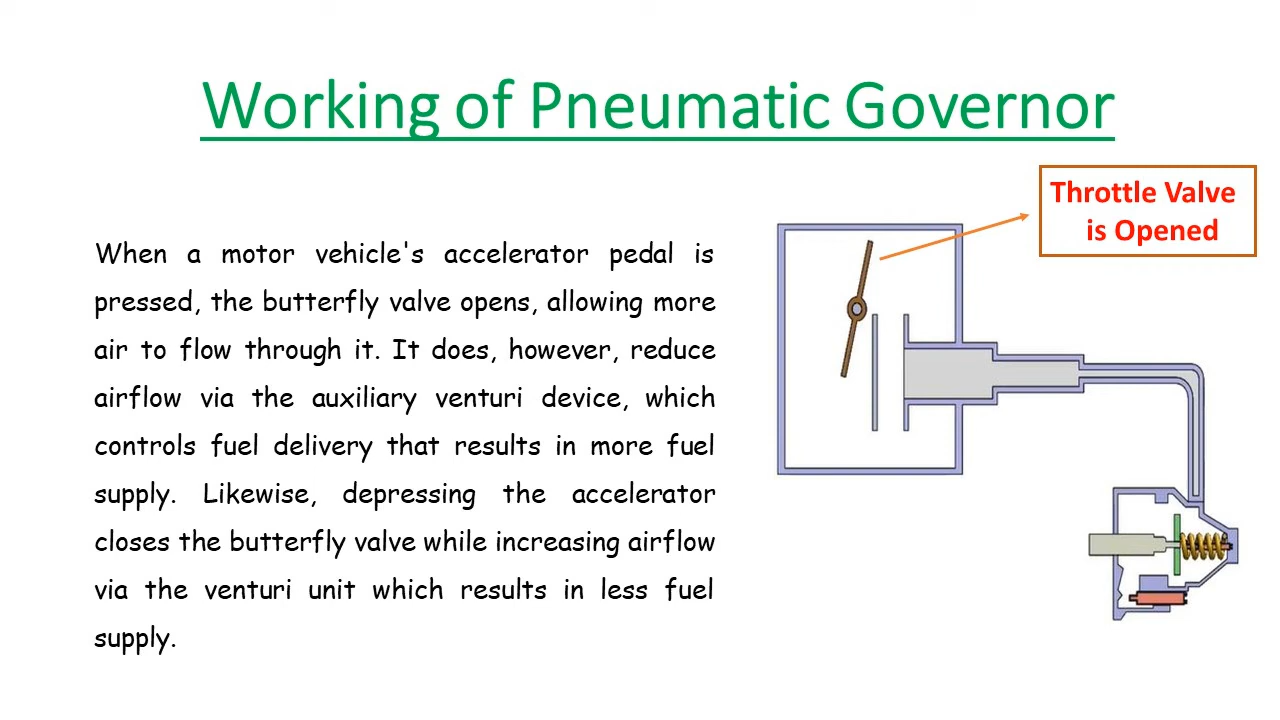 Working of Pneumatic Governor
Throttle Valve
is Opened
When a motor vehicle's accelerator pedal is
pressed, the butterfly valve opens, allowing more
air to flow through it. It does, however, reduce
airflow via the auxiliary venturi device, which
controls fuel delivery that results in more fuel
supply. Likewise, depressing the accelerator
closes the butterfly valve while increasing airflow
via the venturi unit which results in less fuel
supply.